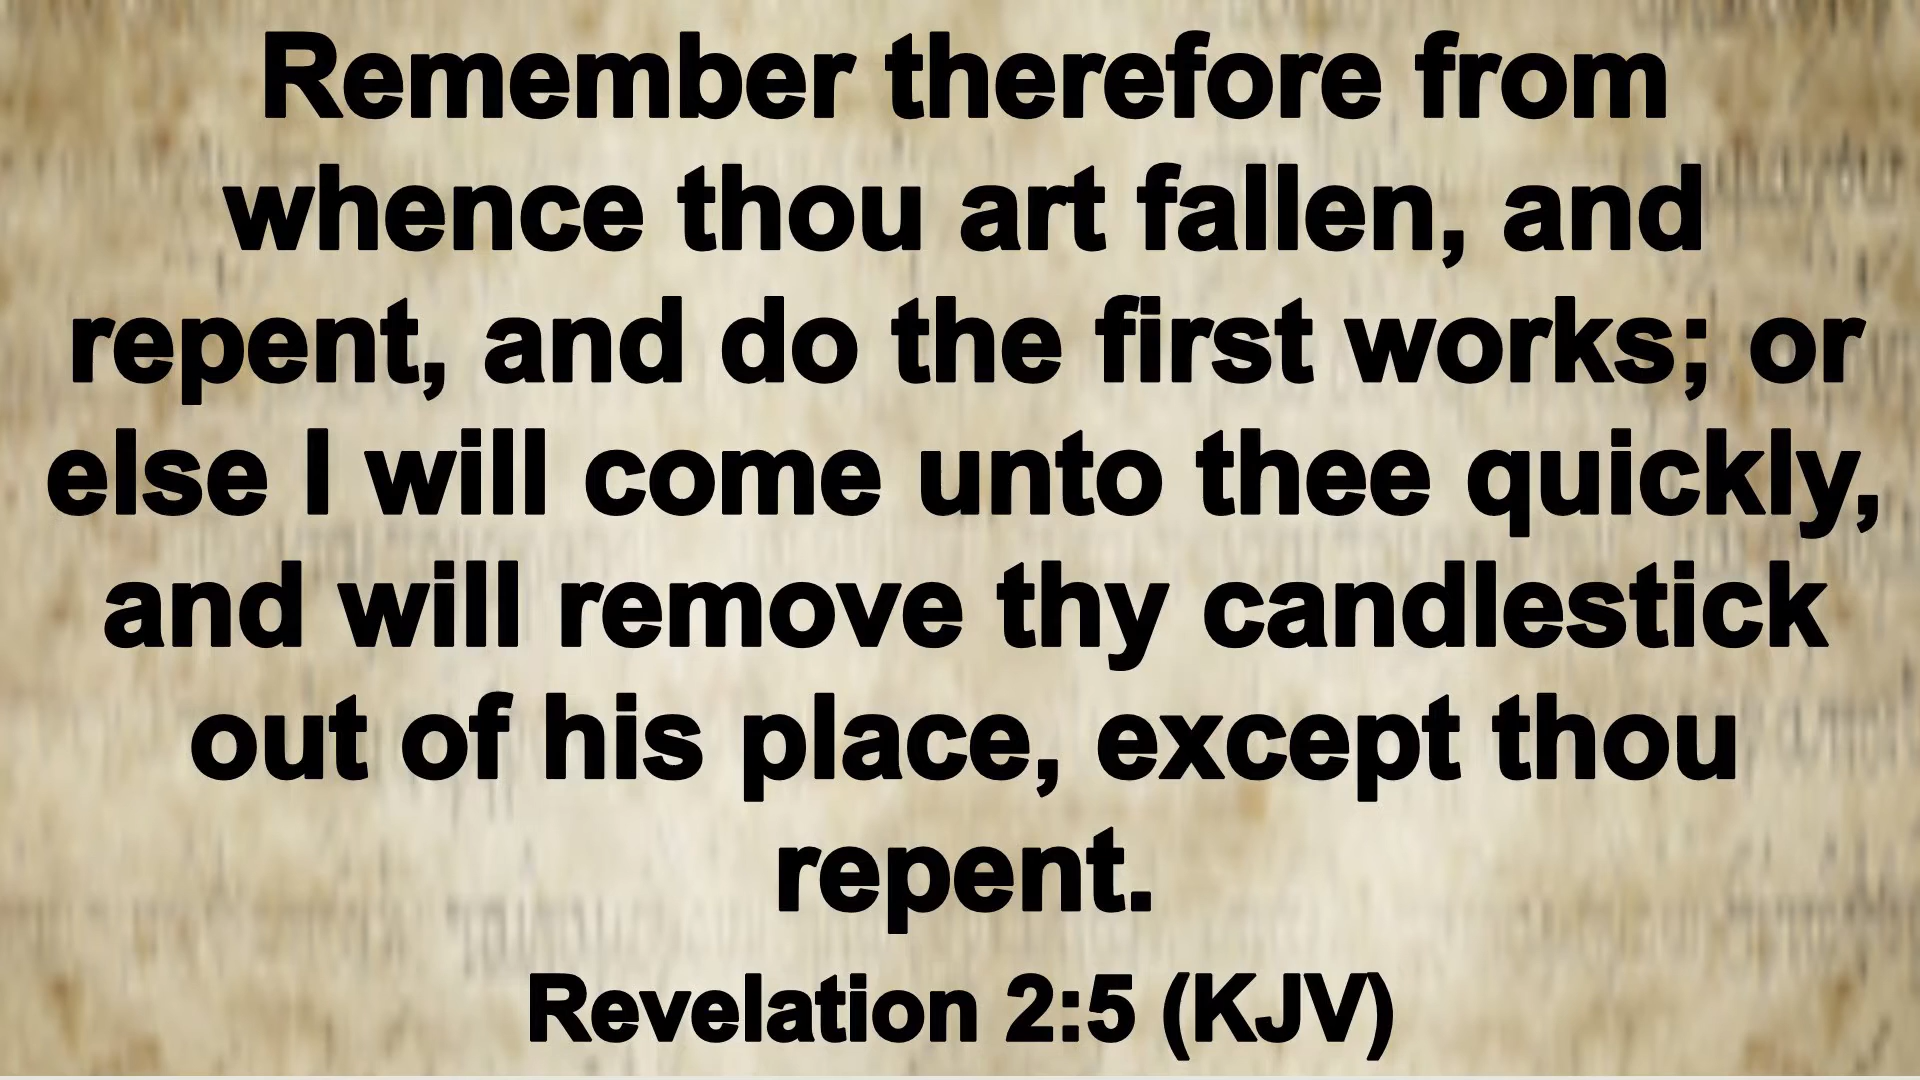 Remember therefore from
whence thou art fallen, and
repent, and do the first works; or
else I will come unto thee quickly,
and will remove thy candlestick
out of his place, except thou
repent.
Revelation 2:5 (KJV)